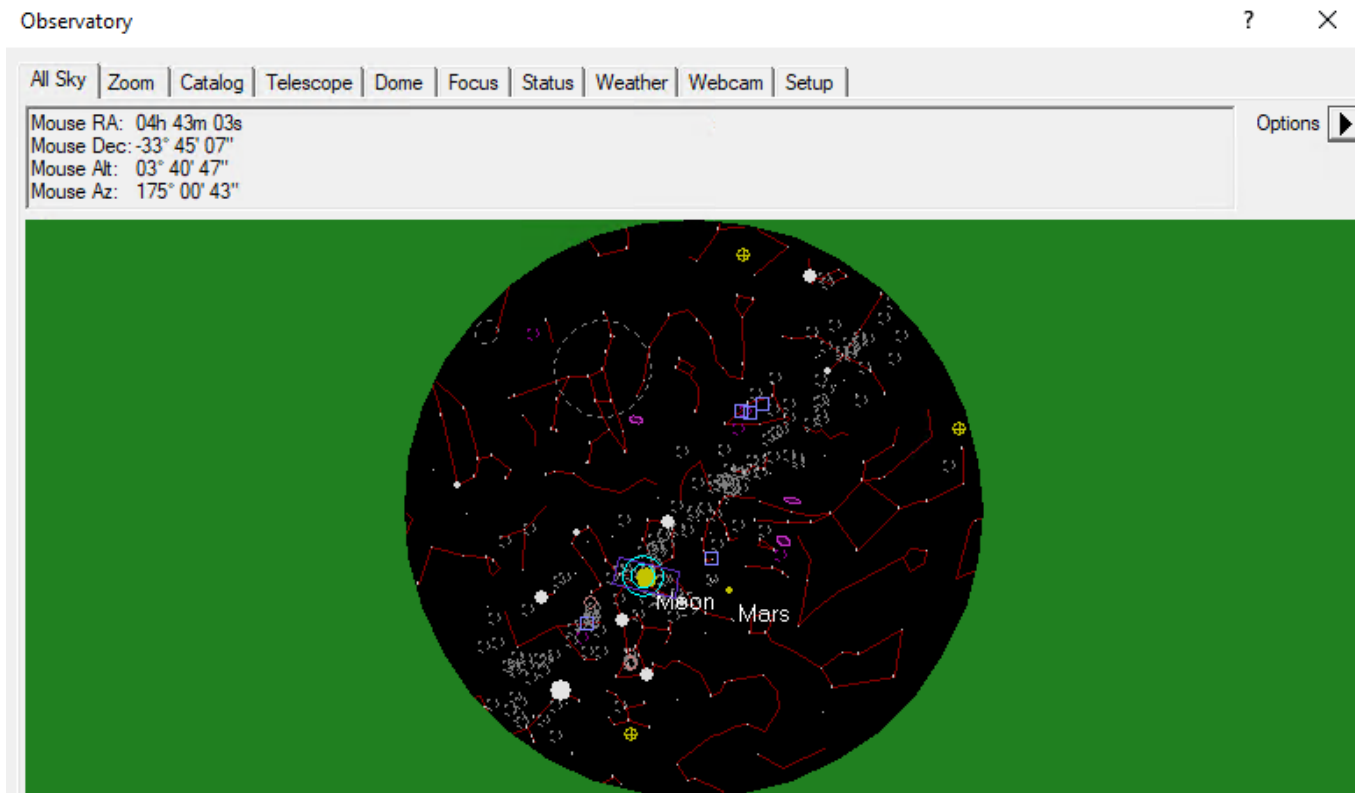 Observatory ? ×
All Sky Zoom Catalog Telescope Dome Focus Status Weather Webcam Setup
Mouse RA: 04h 43m 03s
Options
Mouse Dec: -33° 45' 07"
Mouse Alt: 03° 40' 47"
Mouse Az: 175° 00' 43"
Moon
Mars